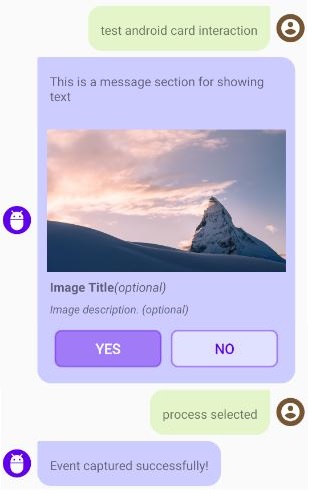 test android card interaction
This is a message section for showing
text
Image Title(optional)
Image description. (optional)
YES
NO
process selected
Event captured successfully!